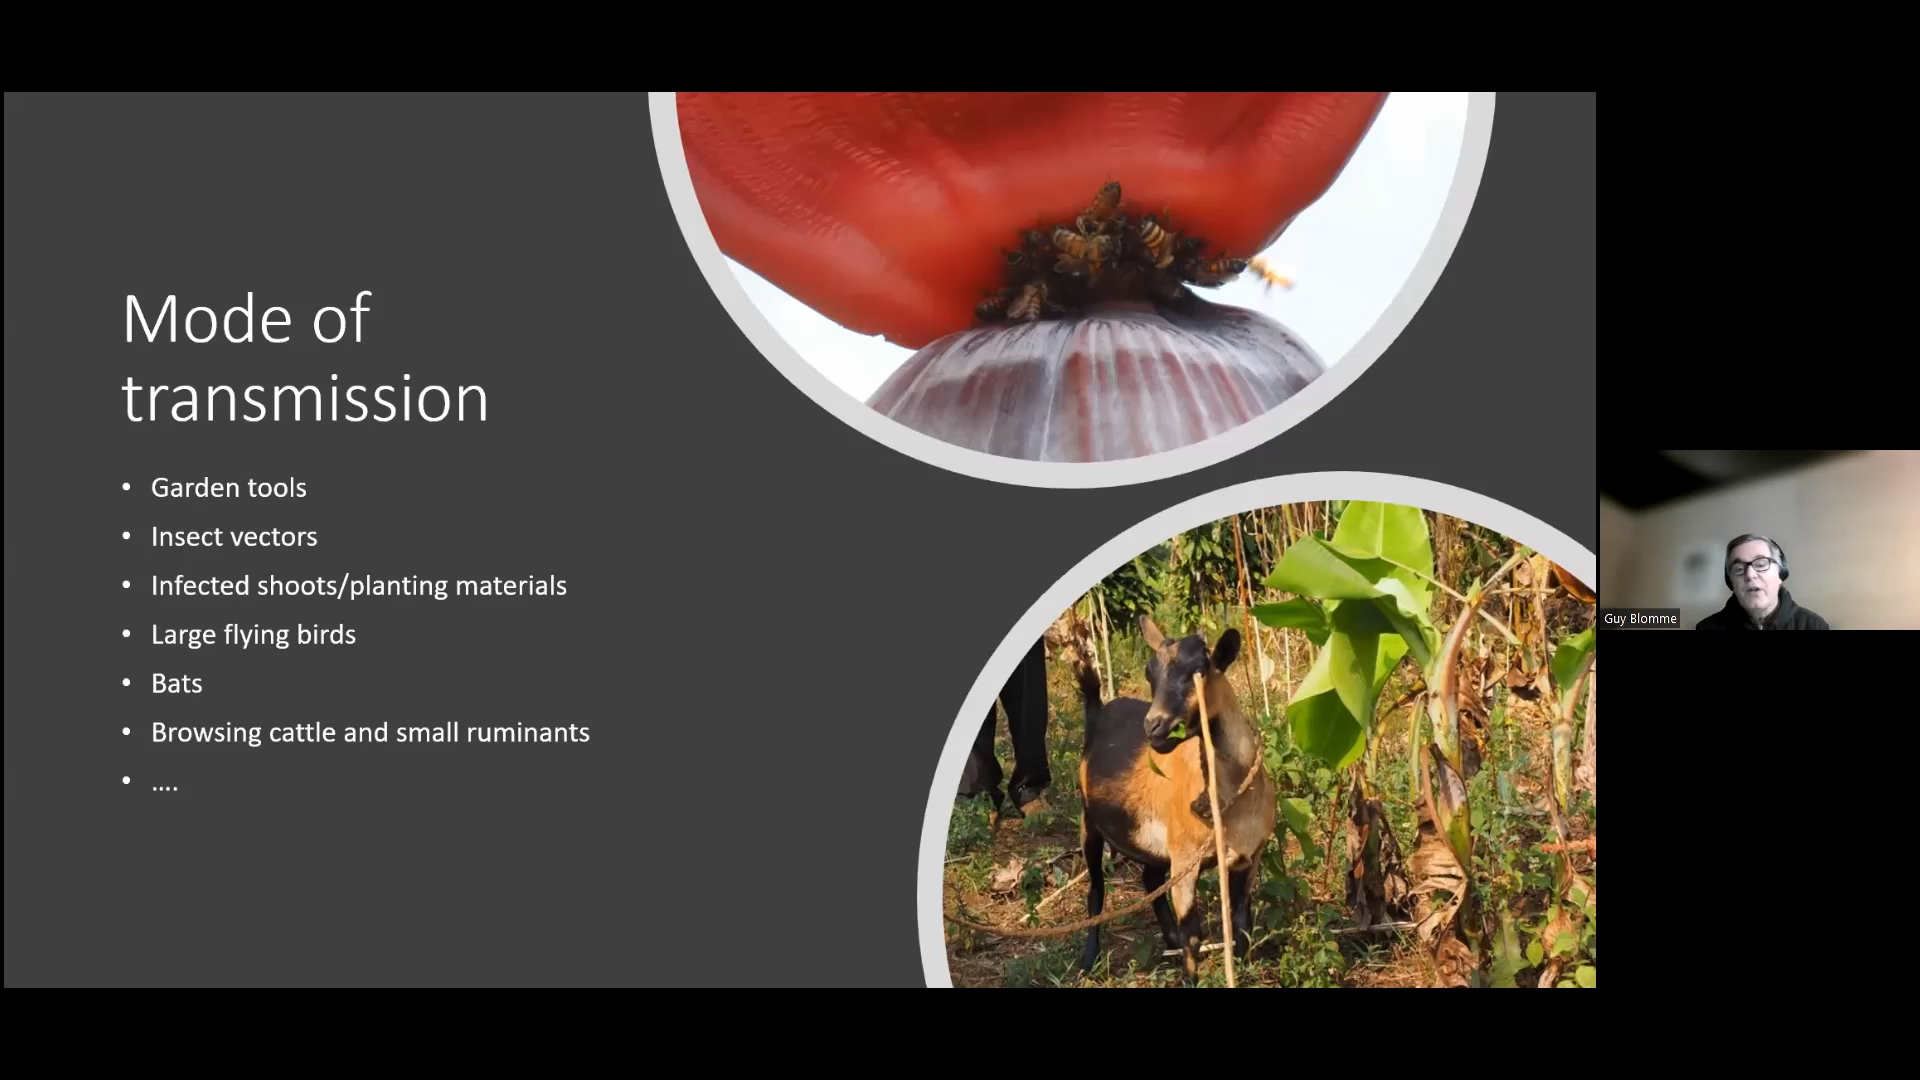 Mode of
transmission
• Garden tools
• Insect vectors
• Infected shoots/planting materials
• Large flying birds
• Bats
• Browsing cattle and small ruminants
• ....
Guy Blomme